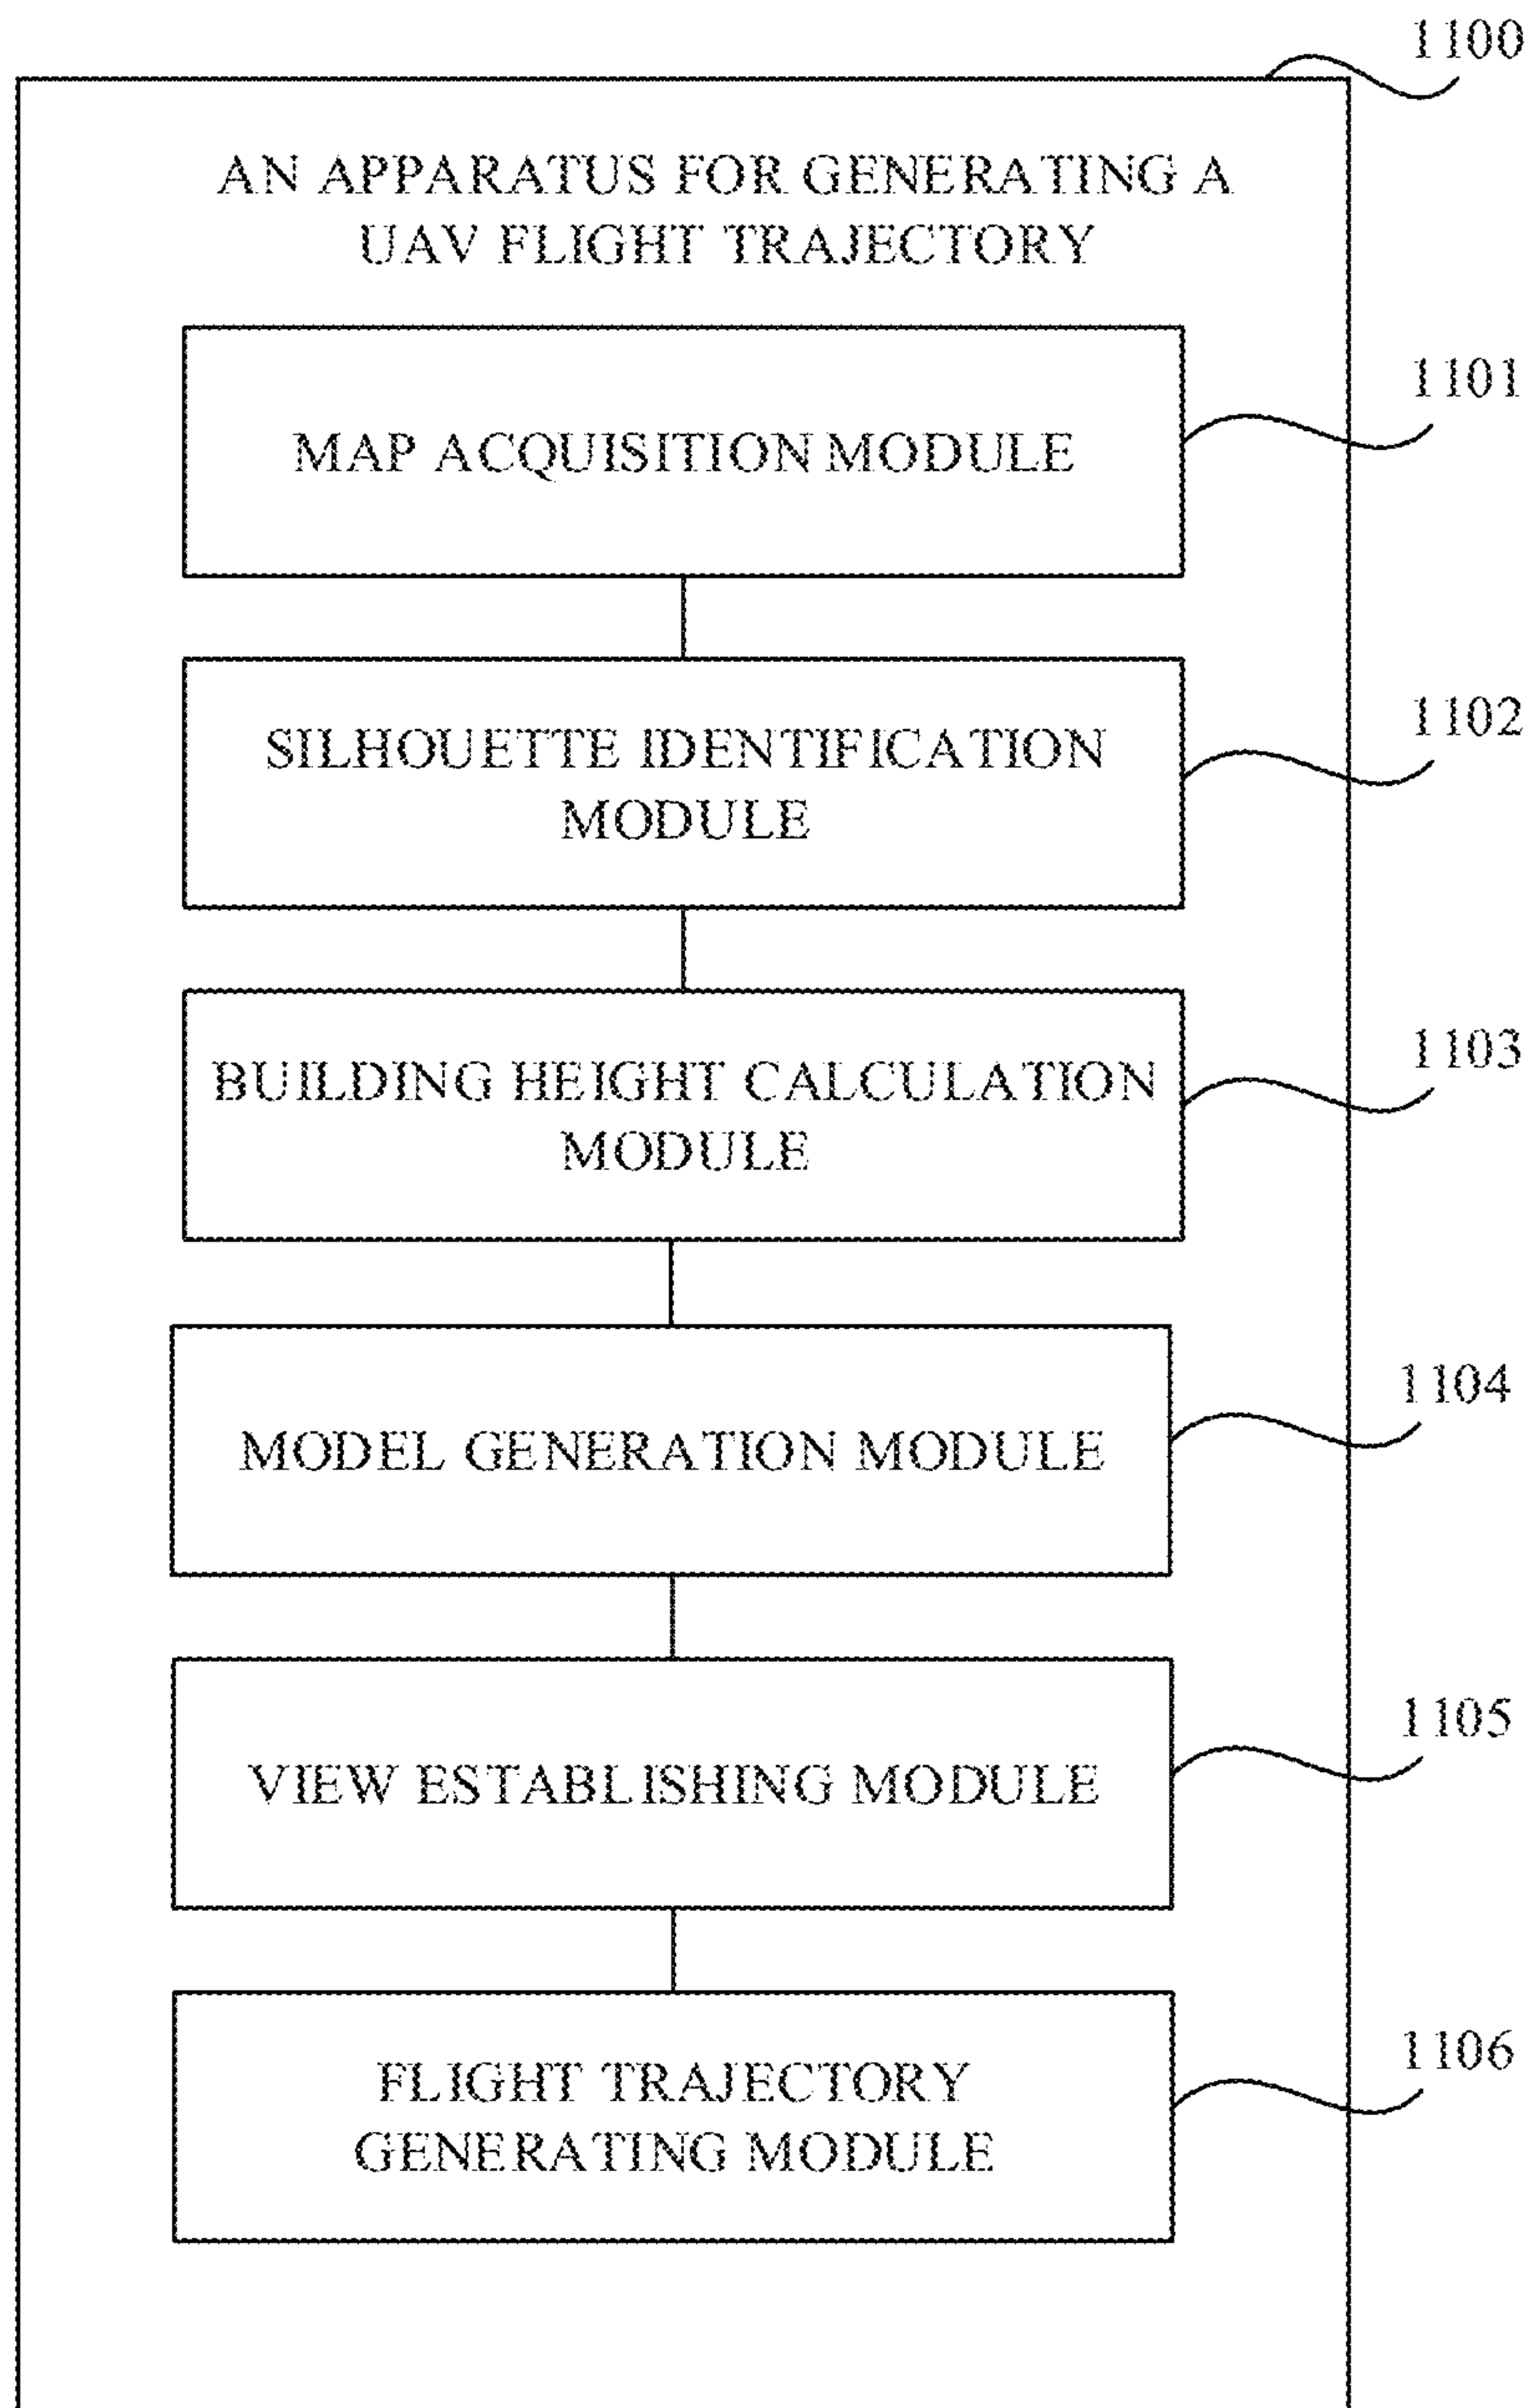 1100
AN APPARATUS FOR GENERATING A
UAV FLIGHT TRAJECTORY
1101
MAP ACQUISITION MODULE
1102
SILHOUETTE IDENTIFICATION
MODULE
1103
BUILDING HEIGHT CALCULATION
MODULE
1104
MODEL GENERATION MODULE
1105
VIEW ESTABLISHING MODULE
1106
FLIGHT TRAJECTORY
GENERATING MODULE